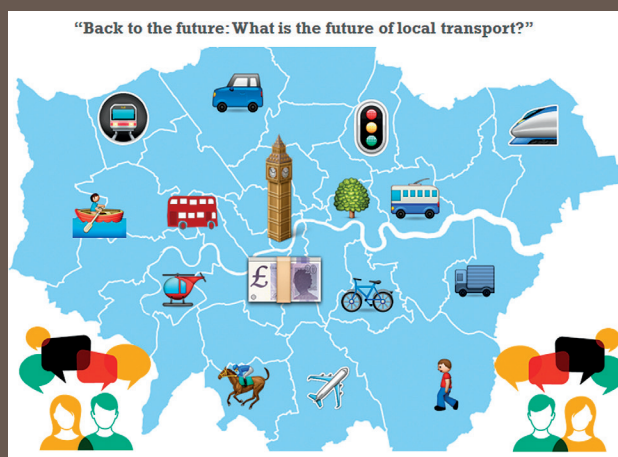 “Back to the future: What is the future of local transport?”
£